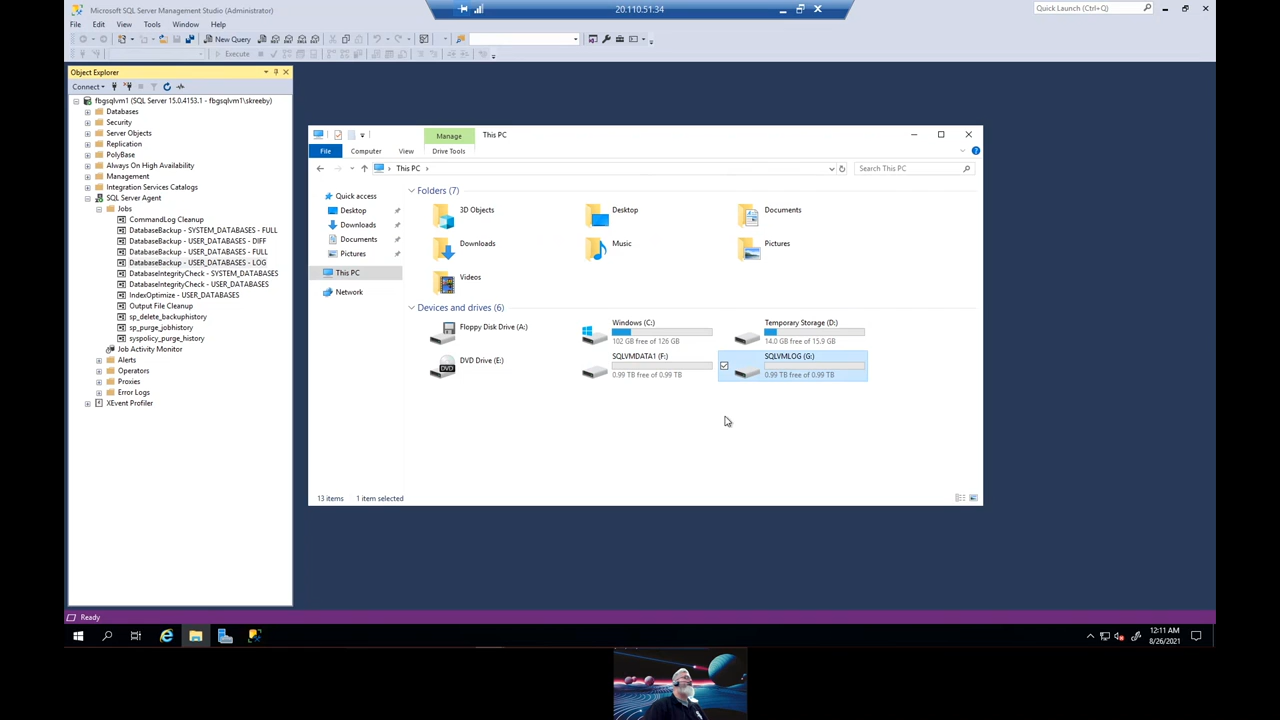 Microsoft SQL Server Management Studio (Administrator)
20.110.51.34
Quick Launch (Ctrl+Q)
File Edit View Tools Window Help
New Query
Execute
Object Explorer
Connect
fbgsqlvm1 (SQL Server 15.0.4153.1 - fbgsqlvm1\skreeby)
Databases
Security
Server Objects
Replication
PolyBase
Always On High Availability
Management
Integration Services Catalogs
SQL Server Agent
Jobs
CommandLog Cleanup
DatabaseBackup - SYSTEM_DATABASES - FULL
DatabaseBackup - USER_DATABASES - DIFF
DatabaseBackup - USER_DATABASES - FULL
DatabaseBackup - USER_DATABASES - LOG
DatabaseIntegrityCheck - SYSTEM_DATABASES
DatabaseIntegrityCheck - USER_DATABASES
IndexOptimize - USER_DATABASES
Output File Cleanup
sp_delete_backuphistory
sp_purge_jobhistory
syspolicy_purge_history
Job Activity Monitor
Alerts
Operators
Proxies
Error Logs
XEvent Profiler
Manage
This PC
File
Computer
View
Drive Tools
This PC
Search This PC
Quick access
Desktop
Downloads
Documents
Pictures
This PC
Network
Folders (7)
3D Objects
Desktop
Documents
Downloads
Music
Pictures
Videos
Devices and drives (6)
Floppy Disk Drive (A:)
Windows (C:)
102 GB free of 126 GB
Temporary Storage (D:)
14.0 GB free of 15.9 GB
DVD Drive (E:)
DVD
SQLVMDATA1 (F:)
0.99 TB free of 0.99 TB
SQLVMLOG (G:)
0.99 TB free of 0.99 TB
13 items
1 item selected
Ready
12:11 AM
8/26/2021